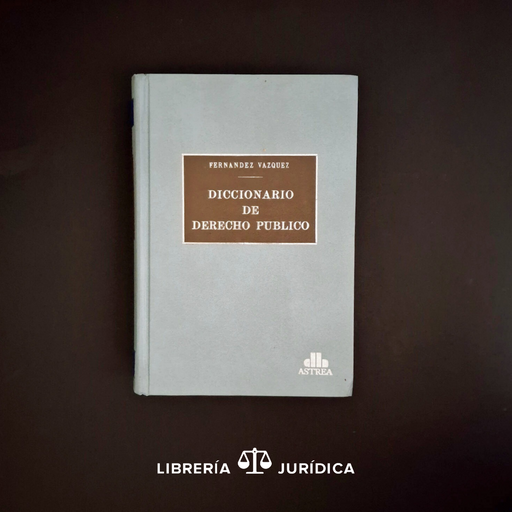 FERNANDEZ VAZQUEZ
DICCIONARIO
DE
DERECHO PUBLICO
ASTREA
LIBRERÍA JURÍDICA